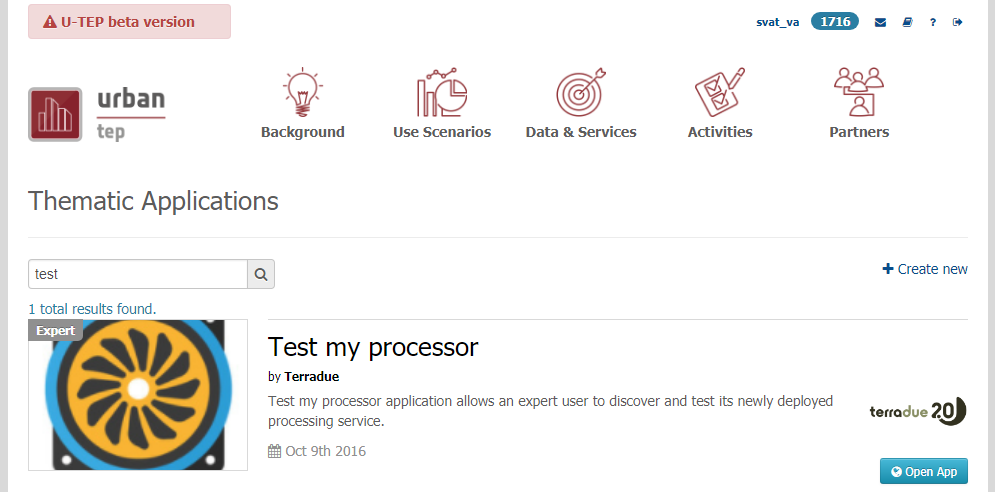 U-TEP beta version
svat_va 1716 ?
urban
tep
Background Use Scenarios Data & Services Activities Partners
Thematic Applications
test
+ Create new
1 total results found.
Expert
Test my processor
by Terradue
Test my processor application allows an expert user to discover and test its newly deployed
processing service.
terradue 2.0
Oct 9th 2016
Open App